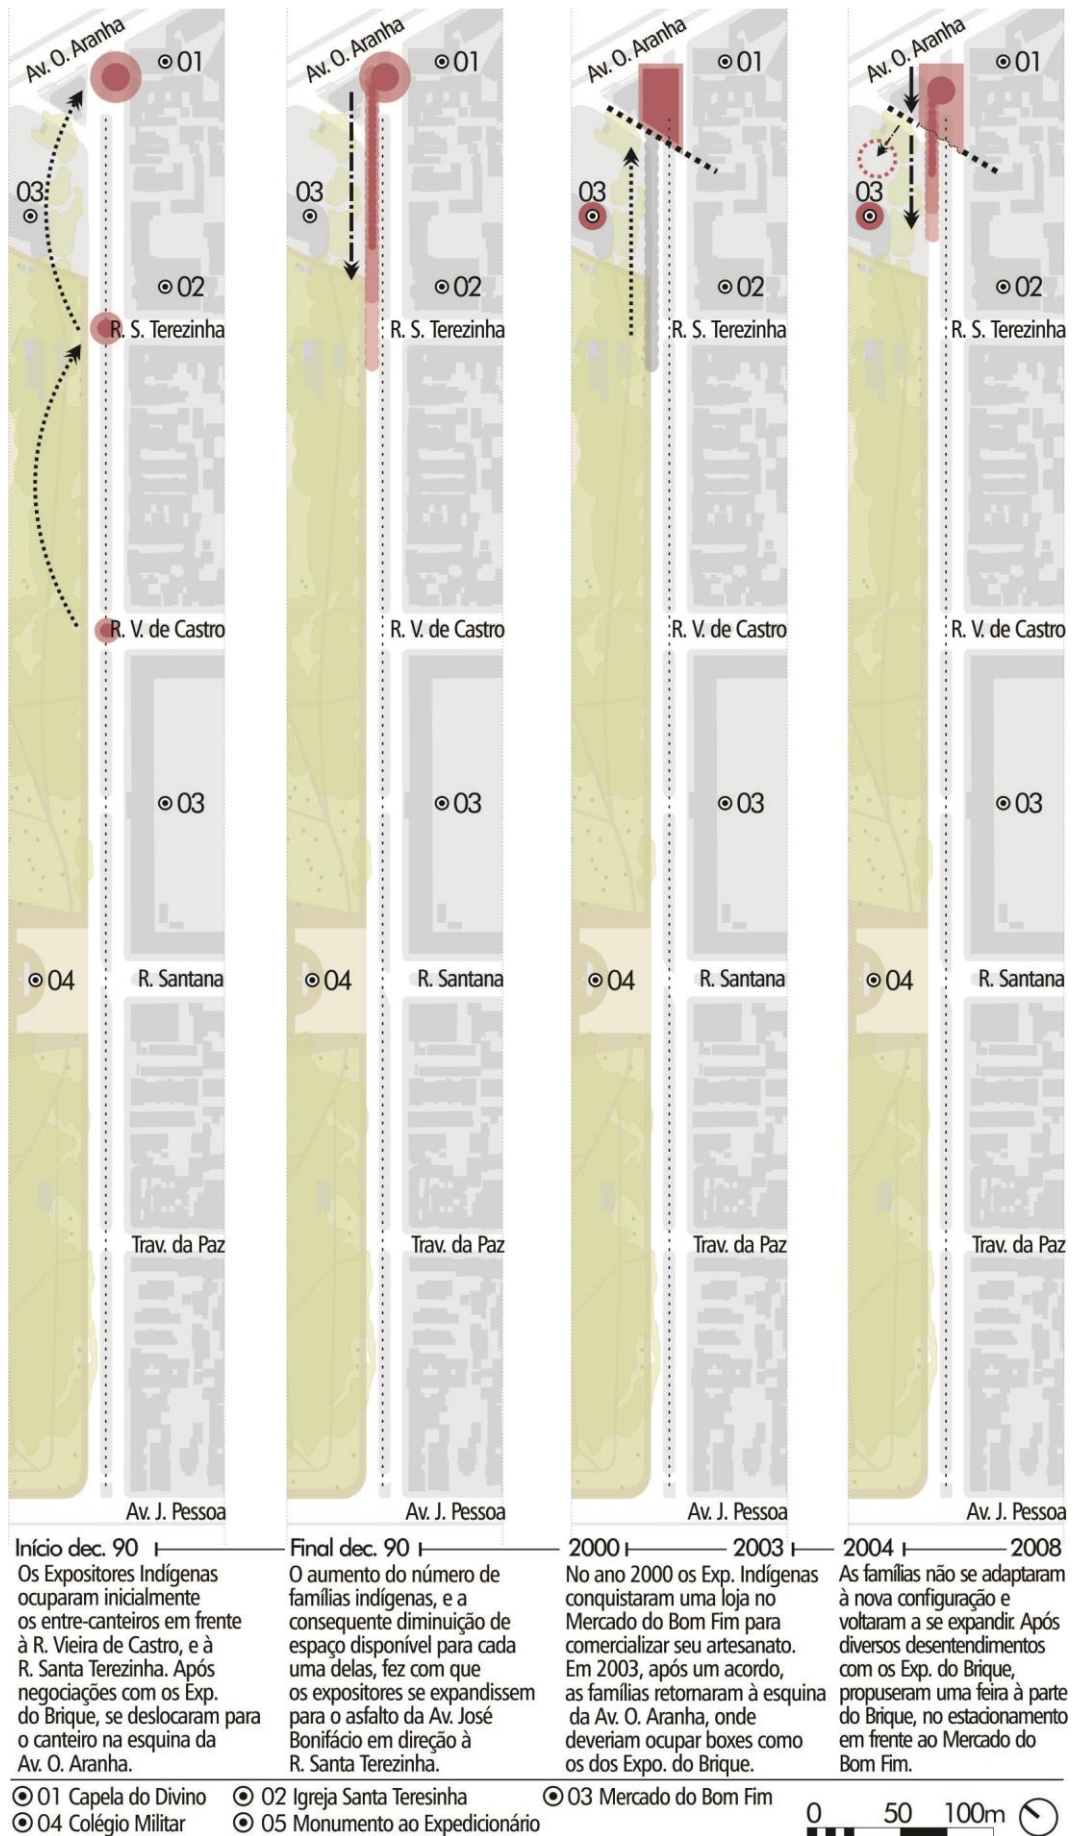 Av. O. Aranha
01
03
02
R. S. Terezinha
R. V. de Castro
03
04
R. Santana
Trav. da Paz
Av. J. Pessoa
Av. O. Aranha
01
03
02
R. S. Terezinha
R. V. de Castro
03
04
R. Santana
Trav. da Paz
Av. J. Pessoa
Av. O. Aranha
01
03
02
R. S. Terezinha
R. V. de Castro
03
04
R. Santana
Trav. da Paz
Av. J. Pessoa
Av. O. Aranha
01
03
02
R. S. Terezinha
R. V. de Castro
03
04
R. Santana
Trav. da Paz
Av. J. Pessoa
Início dec. 90
Os Expositores Indígenas
ocuparam inicialmente
os entre-canteiros em frente
à R. Vieira de Castro, e à
R. Santa Terezinha. Após
negociações com os Exp.
do Brique, se deslocaram para
o canteiro na esquina da
Av. O. Aranha.
Final dec. 90
O aumento do número de
famílias indígenas, e a
consequente diminuição de
espaço disponível para cada
uma delas, fez com que
os expositores se expandissem
para o asfalto da Av. José
Bonifácio em direção à
R. Santa Terezinha.
2000 2003
No ano 2000 os Exp. Indígenas
conquistaram uma loja no
Mercado do Bom Fim para
comercializar seu artesanato.
Em 2003, após um acordo,
as famílias retornaram à esquina
da Av. O. Aranha, onde
deveriam ocupar boxes como
os dos Expo. do Brique.
2004 2008
As famílias não se adaptaram
à nova configuração e
voltaram a se expandir. Após
diversos desentendimentos
com os Exp. do Brique,
propuseram uma feira à parte
do Brique, no estacionamento
em frente ao Mercado do
Bom Fim.
01 Capela do Divino
02 Igreja Santa Teresinha
03 Mercado do Bom Fim
04 Colégio Militar
05 Monumento ao Expedicionário
0 50 100m